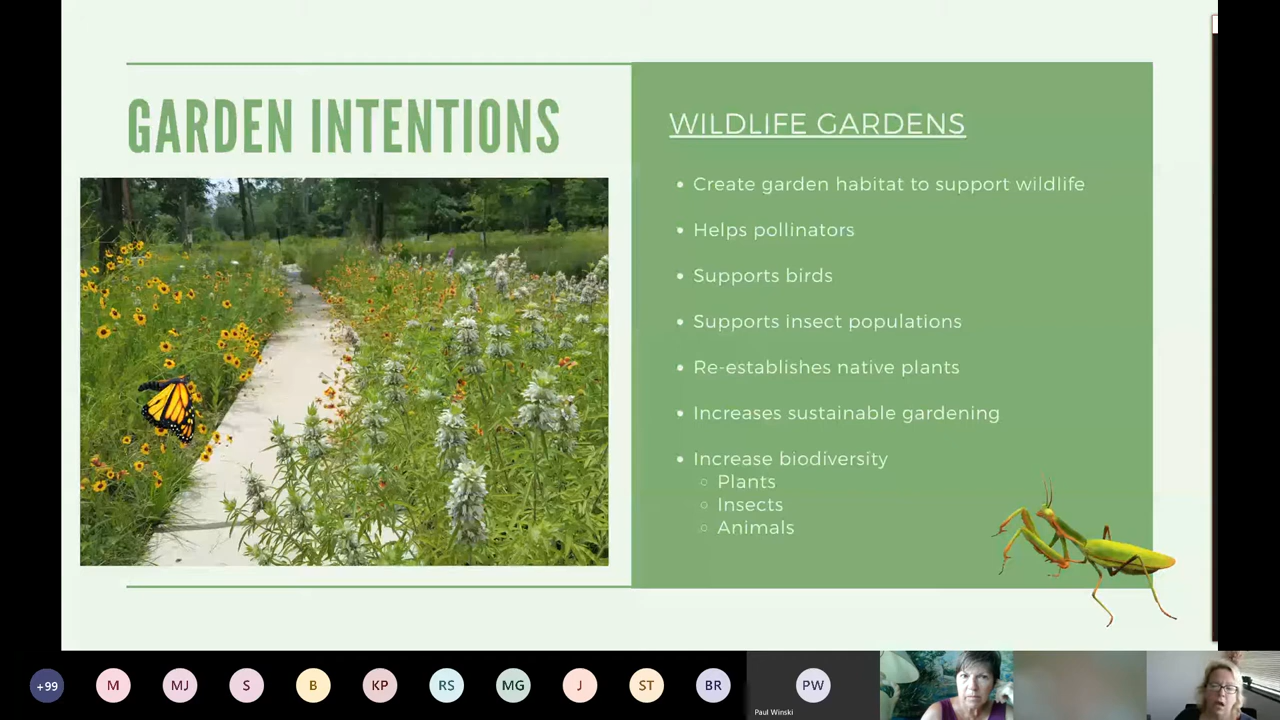 GARDEN INTENTIONS
WILDLIFE GARDENS
Create garden habitat to support wildlife
Helps pollinators
Supports birds
Supports insect populations
Re-establishes native plants
Increases sustainable gardening
Increase biodiversity
Plants
Insects
Animals
+99
M
MJ
S
B
KP
RS
MG
J
ST
BR
PW
Paul Winski